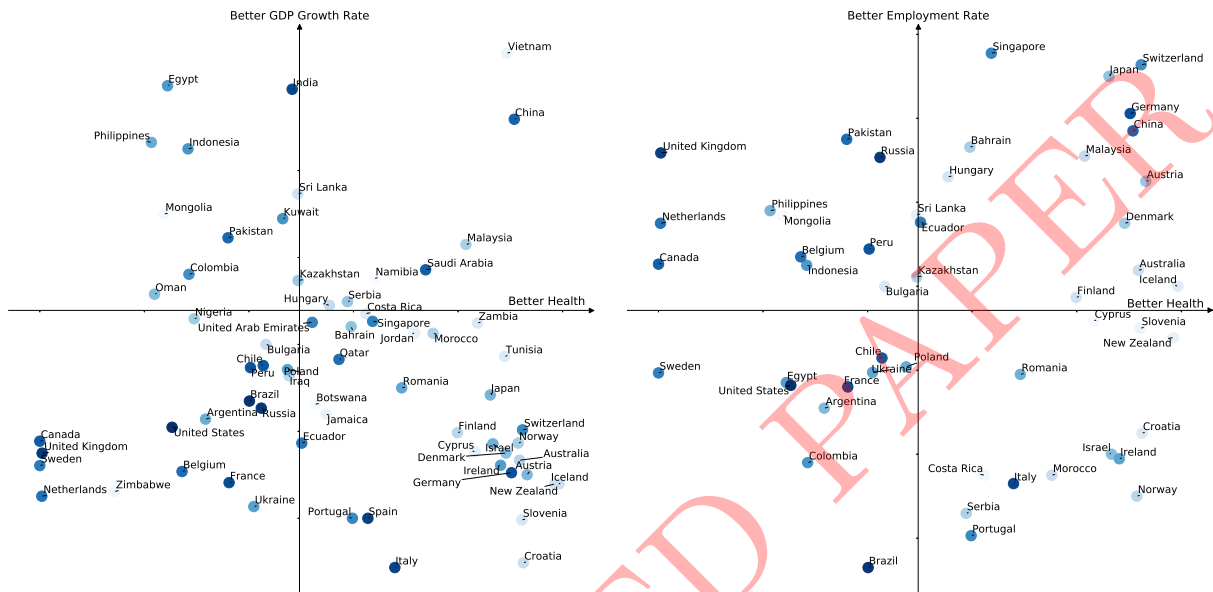 Better GDP Growth Rate
Vietnam
Egypt
India
China
Philippines
Indonesia
Sri Lanka
Mongolia
Kuwait
Pakistan
Malaysia
Saudi Arabia
Colombia
Kazakhstan
Namibia
Oman
Hungary
Serbia
Better Health
Costa Rica
Nigeria
United Arab Emirates
Singapore
Zambia
Bahrain
Jordan
Morocco
Bulgaria
Qatar
Tunisia
Chile
Peru
Poland
Iraq
Romania
Japan
Brazil
Botswana
Argentina
Russia
Jamaica
United States
Ecuador
Finland
Switzerland
Canada
United Kingdom
Sweden
Norway
Cyprus
Israel
Denmark
Australia
Belgium
France
Ireland
Austria
Germany
Netherlands
Zimbabwe
New Zealand
Iceland
Ukraine
Portugal
Spain
Slovenia
Italy
Croatia
Better Employment Rate
Singapore
Switzerland
Japan
Germany
China
Pakistan
Russia
United Kingdom
Bahrain
Malaysia
Hungary
Austria
Philippines
Mongolia
Netherlands
Sri Lanka
Ecuador
Denmark
Peru
Belgium
Indonesia
Canada
Kazakhstan
Australia
Iceland
Bulgaria
Finland
Better Health
Cyprus
Slovenia
New Zealand
Chile
Poland
Ukraine
Sweden
Egypt
United States
France
Romania
Argentina
Croatia
Colombia
Israel
Ireland
Costa Rica
Italy
Morocco
Norway
Serbia
Portugal
Brazil
ED PAPER